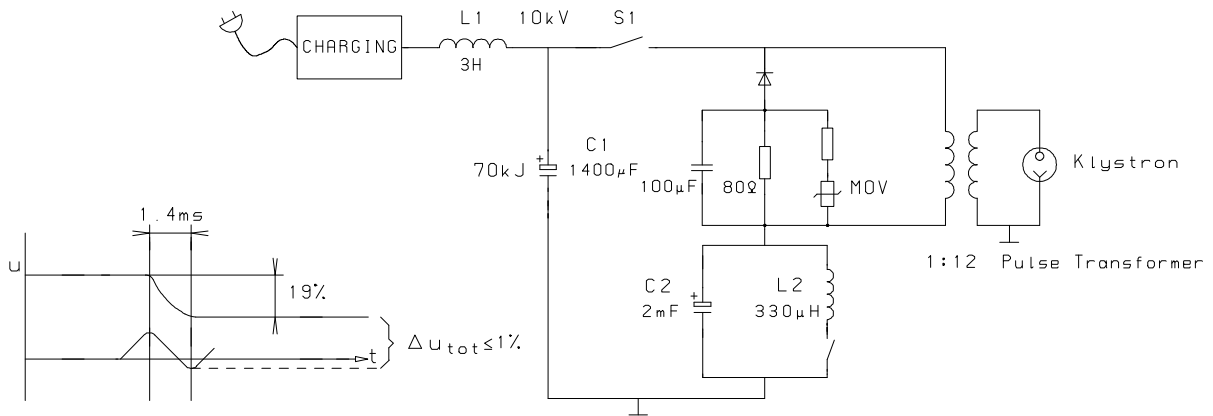 L1 10kV S1
CHARGING
3H
C1
70kJ 1400μF
+
100μF 80Ω MOV
Klystron
1:12 Pulse Transformer
C2 L2
+
2mF 330μH
1.4ms
u
19%
t
Δutot≤1%